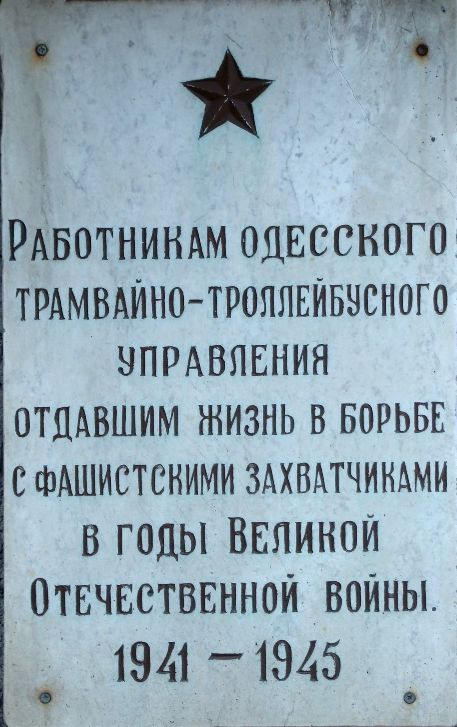 Работникам одесского
трамвайно-троллейбусного
управления
отдавшим жизнь в борьбе
с фашистскими захватчиками
в годы Великой
Отечественной войны.
1941 – 1945